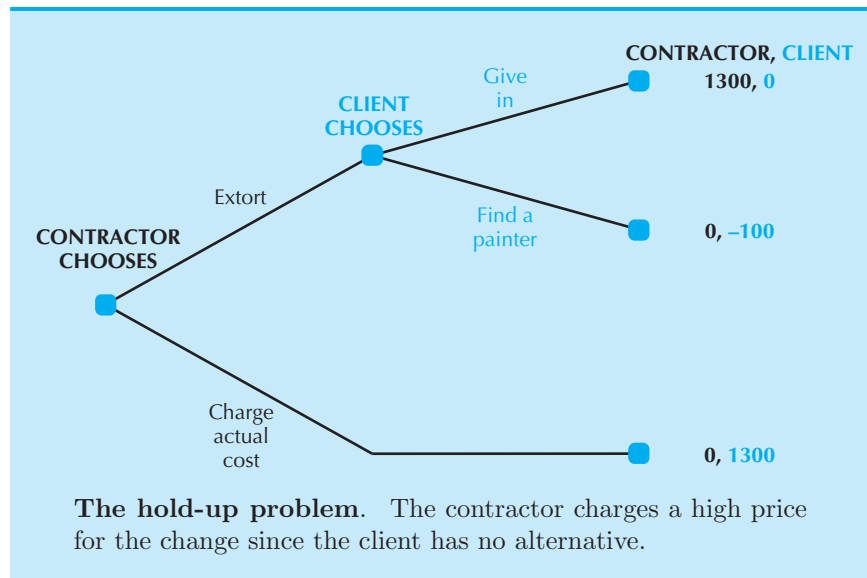 CONTRACTOR, CLIENT
1300, 0
Give
in
CLIENT
CHOOSES
Extort
Find a
painter
0, –100
CONTRACTOR
CHOOSES
Charge
actual
cost
0, 1300
The hold-up problem. The contractor charges a high price
for the change since the client has no alternative.